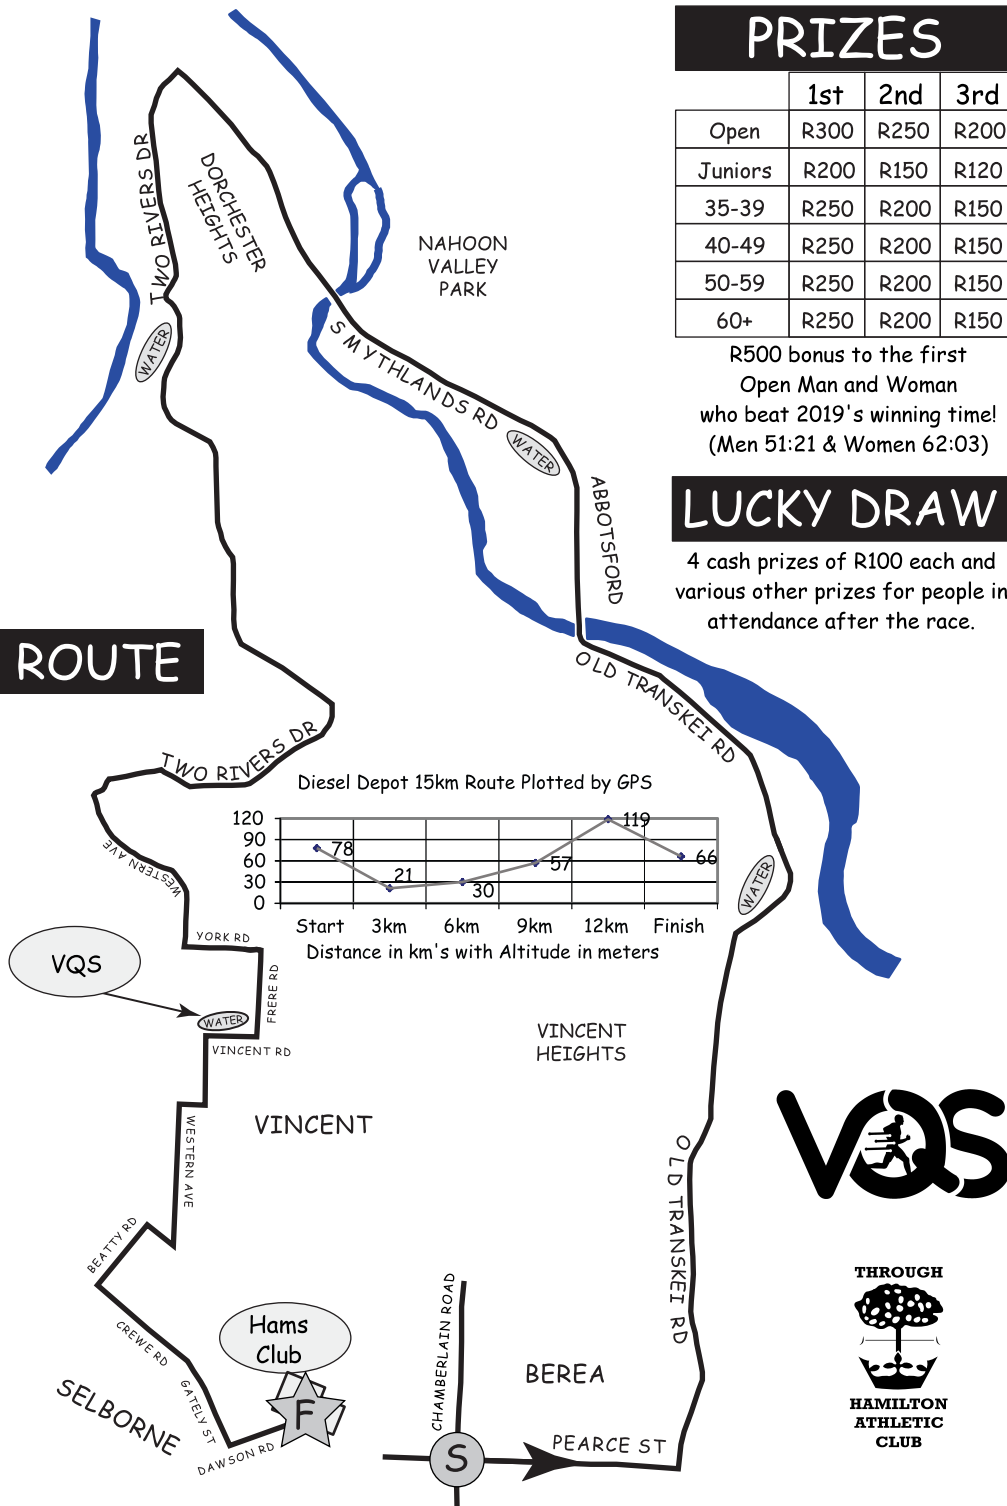 PRIZES
1st 2nd 3rd
Open R300 R250 R200
Juniors R200 R150 R120
35-39 R250 R200 R150
40-49 R250 R200 R150
50-59 R250 R200 R150
60+ R250 R200 R150
R500 bonus to the first
Open Man and Woman
who beat 2019's winning time!
(Men 51:21 & Women 62:03)
LUCKY DRAW
4 cash prizes of R100 each and
various other prizes for people in
attendance after the race.
TWO RIVERS DR
DORCHESTER
HEIGHTS
NAHOON
VALLEY
PARK
WATER
SMYTHLANDS RD
WATER
ABBOTSFORD
ROUTE
OLD TRANSKEI RD
TWO RIVERS DR
Diesel Depot 15km Route Plotted by GPS
120
90
60
30
0
78
21
30
57
119
66
Start 3km 6km 9km 12km Finish
Distance in km's with Altitude in meters
WESTERN AVE
WATER
YORK RD
VQS
FRERE RD
WATER
VINCENT RD
VINCENT
HEIGHTS
VINCENT
WESTERN AVE
OLD TRANSKEI RD
VQS
BEATTY RD
CREWE RD
Hams
Club
CHAMBERLAIN ROAD
BEREA
GATELY ST
SELBORNE
F
DAWSON RD
S
PEARCE ST
THROUGH
HAMILTON
ATHLETIC
CLUB